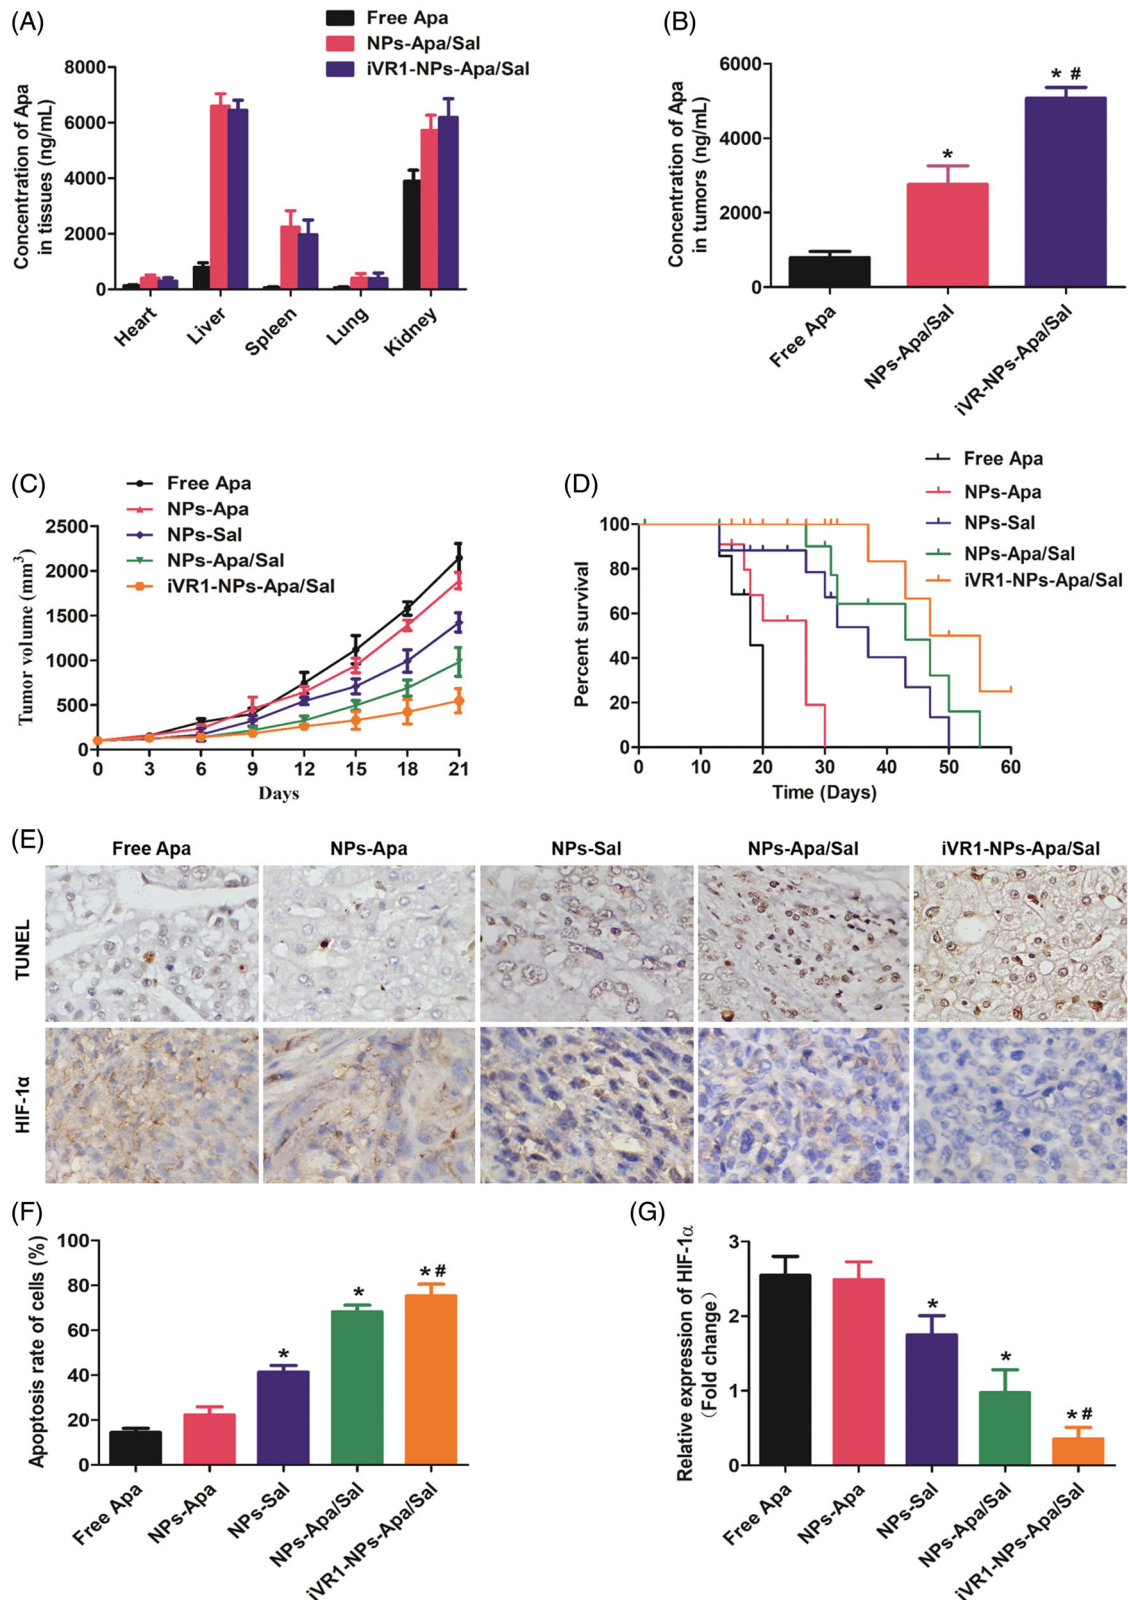 (A)
Free Apa
NPs-Apa/Sal
iVR1-NPs-Apa/Sal
Concentration of Apa
in tissues (ng/mL)
8000
6000
4000
2000
0
Heart
Liver
Spleen
Lung
Kidney
(B)
Concentration of Apa
in tumors (ng/mL)
6000
4000
2000
0
*
* #
Free Apa
NPs-Apa/Sal
iVR-NPs-Apa/Sal
(C)
Free Apa
NPs-Apa
NPs-Sal
NPs-Apa/Sal
iVR1-NPs-Apa/Sal
Tumor volume (mm³)
2500
2000
1500
1000
500
0
0 3 6 9 12 15 18 21
Days
(D)
Free Apa
NPs-Apa
NPs-Sal
NPs-Apa/Sal
iVR1-NPs-Apa/Sal
Percent survival
100
80
60
40
20
0
0 10 20 30 40 50 60
Time (Days)
(E)
Free Apa NPs-Apa NPs-Sal NPs-Apa/Sal iVR1-NPs-Apa/Sal
TUNEL
HIF-1α
(F)
Apoptosis rate of cells (%)
100
80
60
40
20
0
*
*
* #
Free Apa
NPs-Apa
NPs-Sal
NPs-Apa/Sal
iVR1-NPs-Apa/Sal
(G)
Relative expression of HIF-1α
(Fold change)
3
2
1
0
*
*
* #
Free Apa
NPs-Apa
NPs-Sal
NPs-Apa/Sal
iVR1-NPs-Apa/Sal